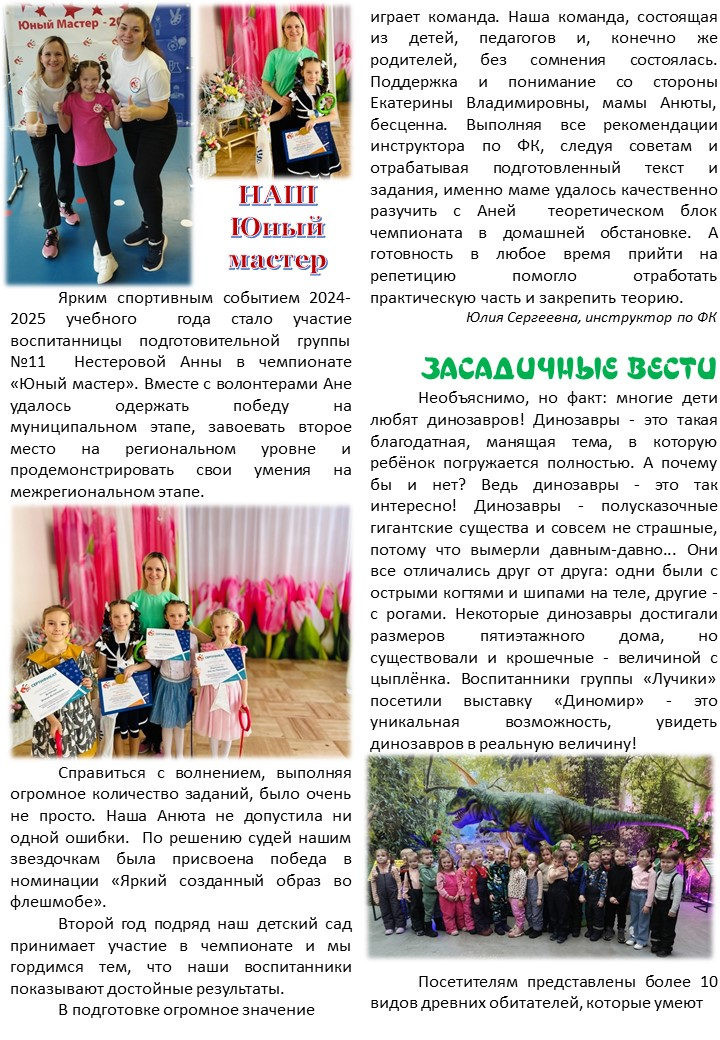 Юный Мастер - 20
НАШ
Юный
мастер
Ярким спортивным событием 2024-
2025 учебного года стало участие
воспитанницы подготовительной группы
№11 Нестеровой Анны в чемпионате
«Юный мастер». Вместе с волонтерами Ане
удалось одержать победу на
муниципальном этапе, завоевать второе
место на региональном уровне и
продемонстрировать свои умения на
межрегиональном этапе.
СЕРТИФИКАТ
СЕРТИФИКАТ
Справиться с волнением, выполняя
огромное количество заданий, было очень
не просто. Наша Анюта не допустила ни
одной ошибки. По решению судей нашим
звездочкам была присвоена победа в
номинации «Яркий созданный образ во
флешмобе».
Второй год подряд наш детский сад
принимает участие в чемпионате и мы
гордимся тем, что наши воспитанники
показывают достойные результаты.
В подготовке огромное значение
играет команда. Наша команда, состоящая
из детей, педагогов и, конечно же
родителей, без сомнения состоялась.
Поддержка и понимание со стороны
Екатерины Владимировны, мамы Анюты,
бесценна. Выполняя все рекомендации
инструктора по ФК, следуя советам и
отрабатывая подготовленный текст и
задания, именно маме удалось качественно
разучить с Аней теоретическом блок
чемпионата в домашней обстановке. А
готовность в любое время прийти на
репетицию помогло отработать
практическую часть и закрепить теорию.
Юлия Сергеевна, инструктор по ФК
ЗАСАДИЧНЫЕ ВЕСТИ
Необъяснимо, но факт: многие дети
любят динозавров! Динозавры - это такая
благодатная, манящая тема, в которую
ребёнок погружается полностью. А почему
бы и нет? Ведь динозавры - это так
интересно! Динозавры - полусказочные
гигантские существа и совсем не страшные,
потому что вымерли давным-давно... Они
все отличались друг от друга: одни были с
острыми когтями и шипами на теле, другие -
с рогами. Некоторые динозавры достигали
размеров пятиэтажного дома, но
существовали и крошечные - величиной с
цыплёнка. Воспитанники группы «Лучики»
посетили выставку «Диномир» - это
уникальная возможность, увидеть
динозавров в реальную величину!
Посетителям представлены более 10
видов древних обитателей, которые умеют